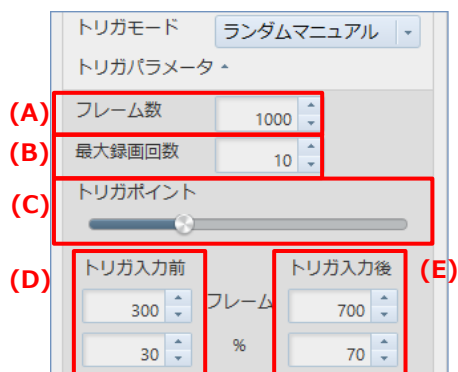 トリガモード ランダムマニュアル
トリガパラメータ
(A) フレーム数 1000
(B) 最大録画回数 10
(C) トリガポイント
(D) トリガ入力前 トリガ入力後 (E)
300 フレーム 700
30 % 70